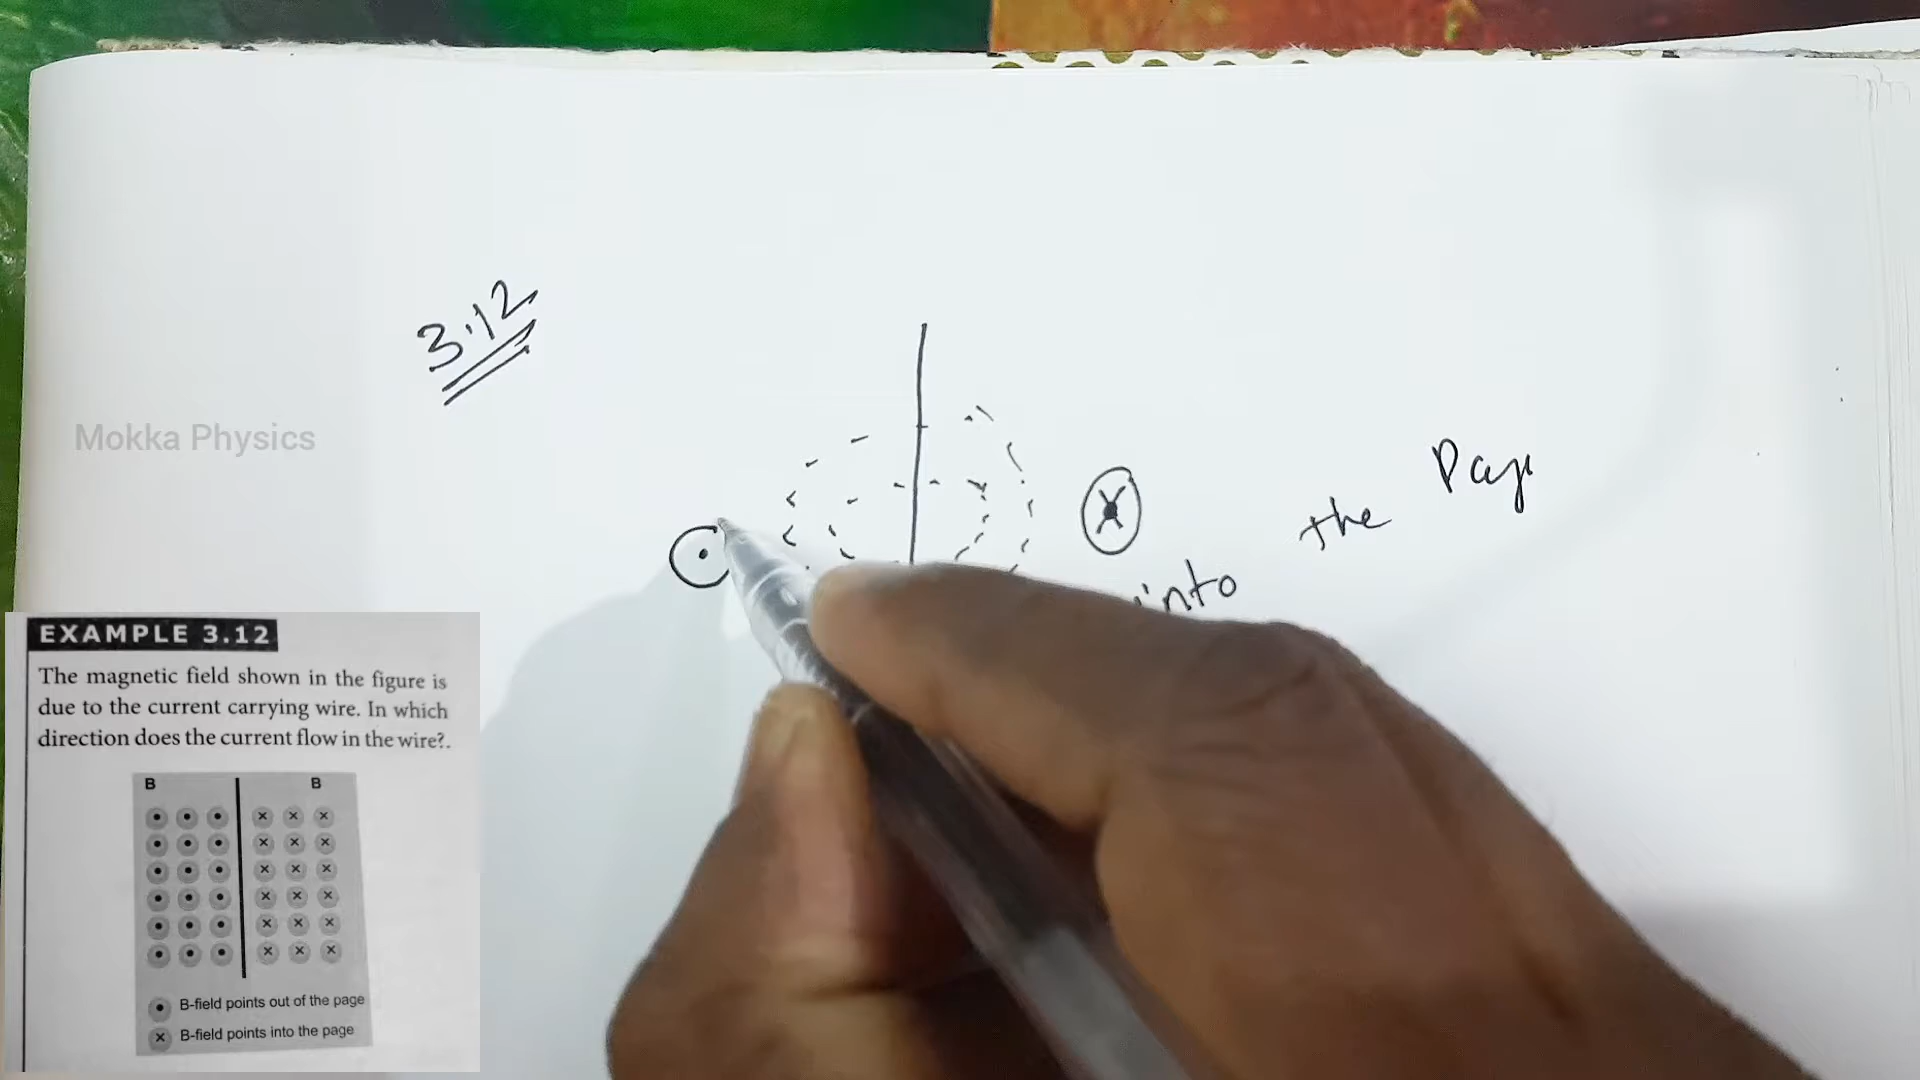 3.12
Mokka Physics
the Page
into
EXAMPLE 3.12
The magnetic field shown in the figure is
due to the current carrying wire. In which
direction does the current flow in the wire?.
B B
B-field points out of the page
B-field points into the page